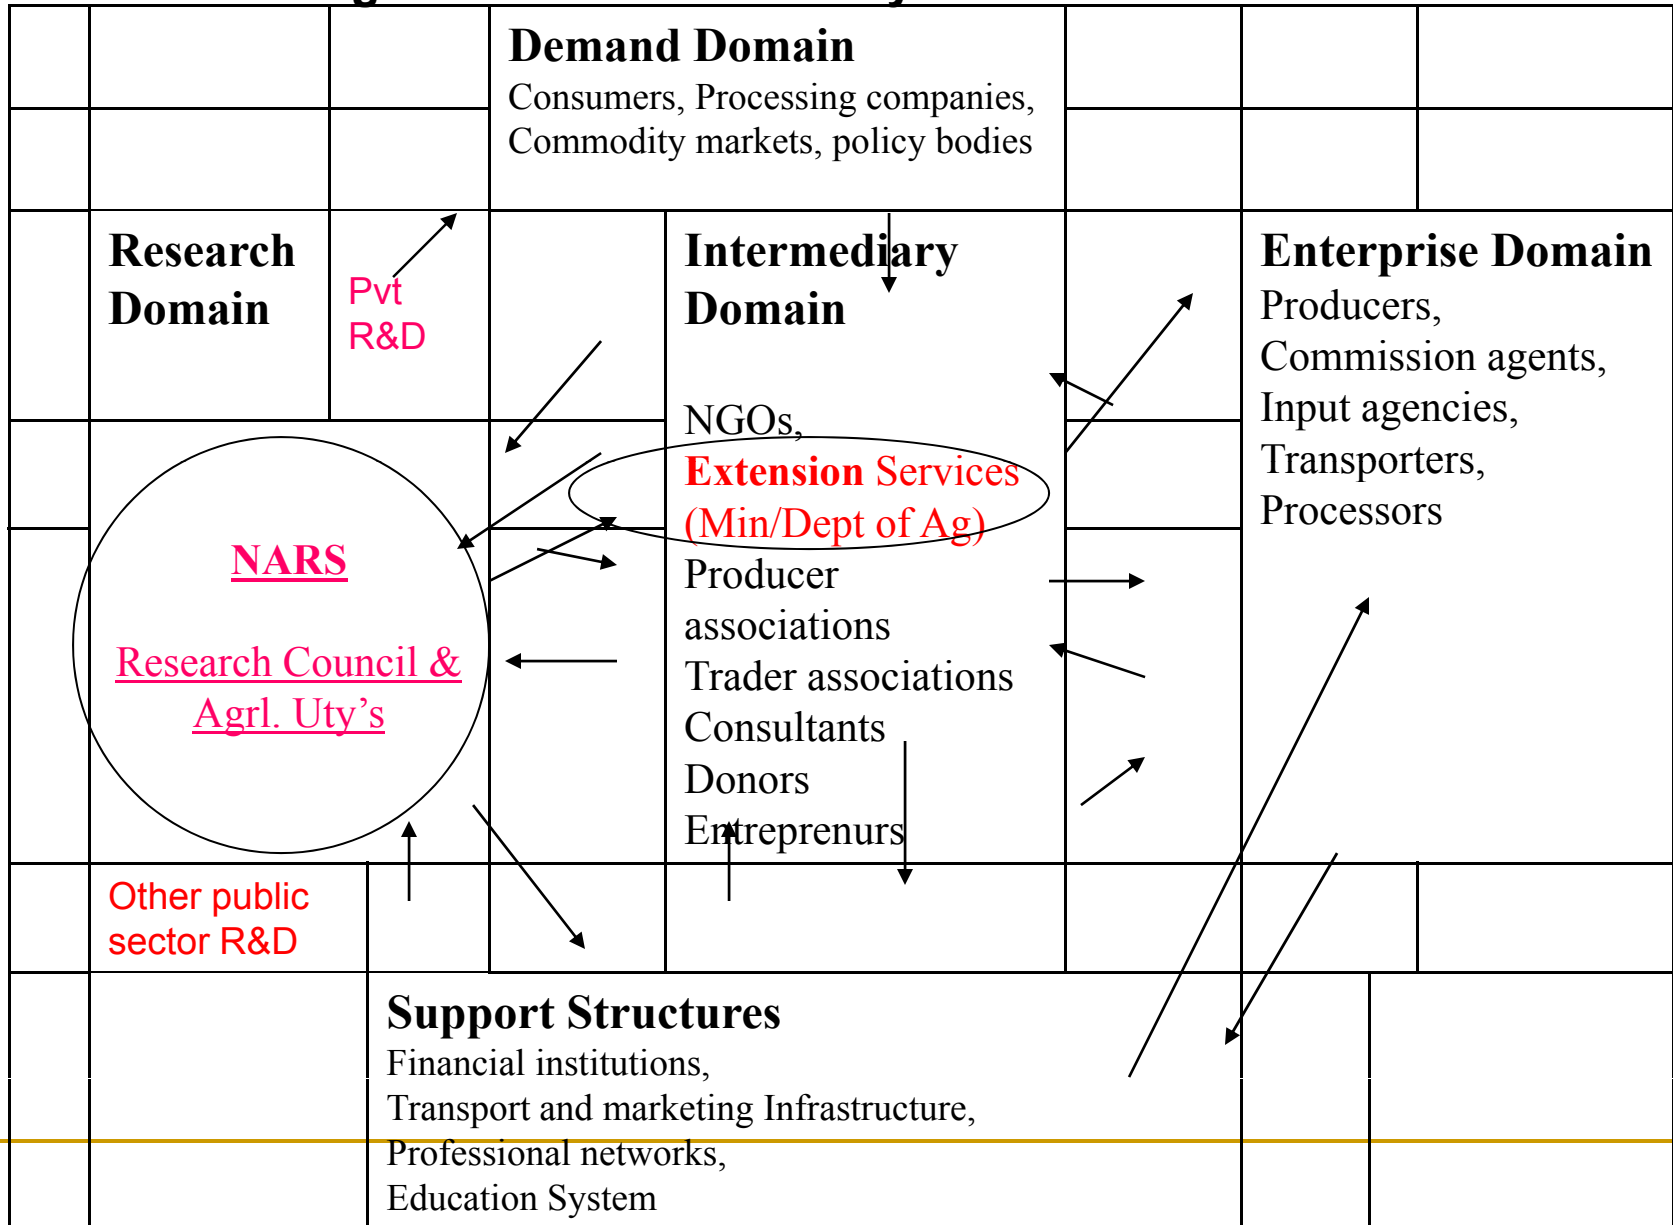 Demand Domain
Consumers, Processing companies,
Commodity markets, policy bodies
Research
Domain
Pvt
R&D
Intermediary
Domain
NGOs,
Extension Services
(Min/Dept of Ag)
Producer
associations
Trader associations
Consultants
Donors
Entreprenurs
Enterprise Domain
Producers,
Commission agents,
Input agencies,
Transporters,
Processors
NARS
Research Council &
Agrl. Uty’s
Other public
sector R&D
Support Structures
Financial institutions,
Transport and marketing Infrastructure,
Professional networks,
Education System